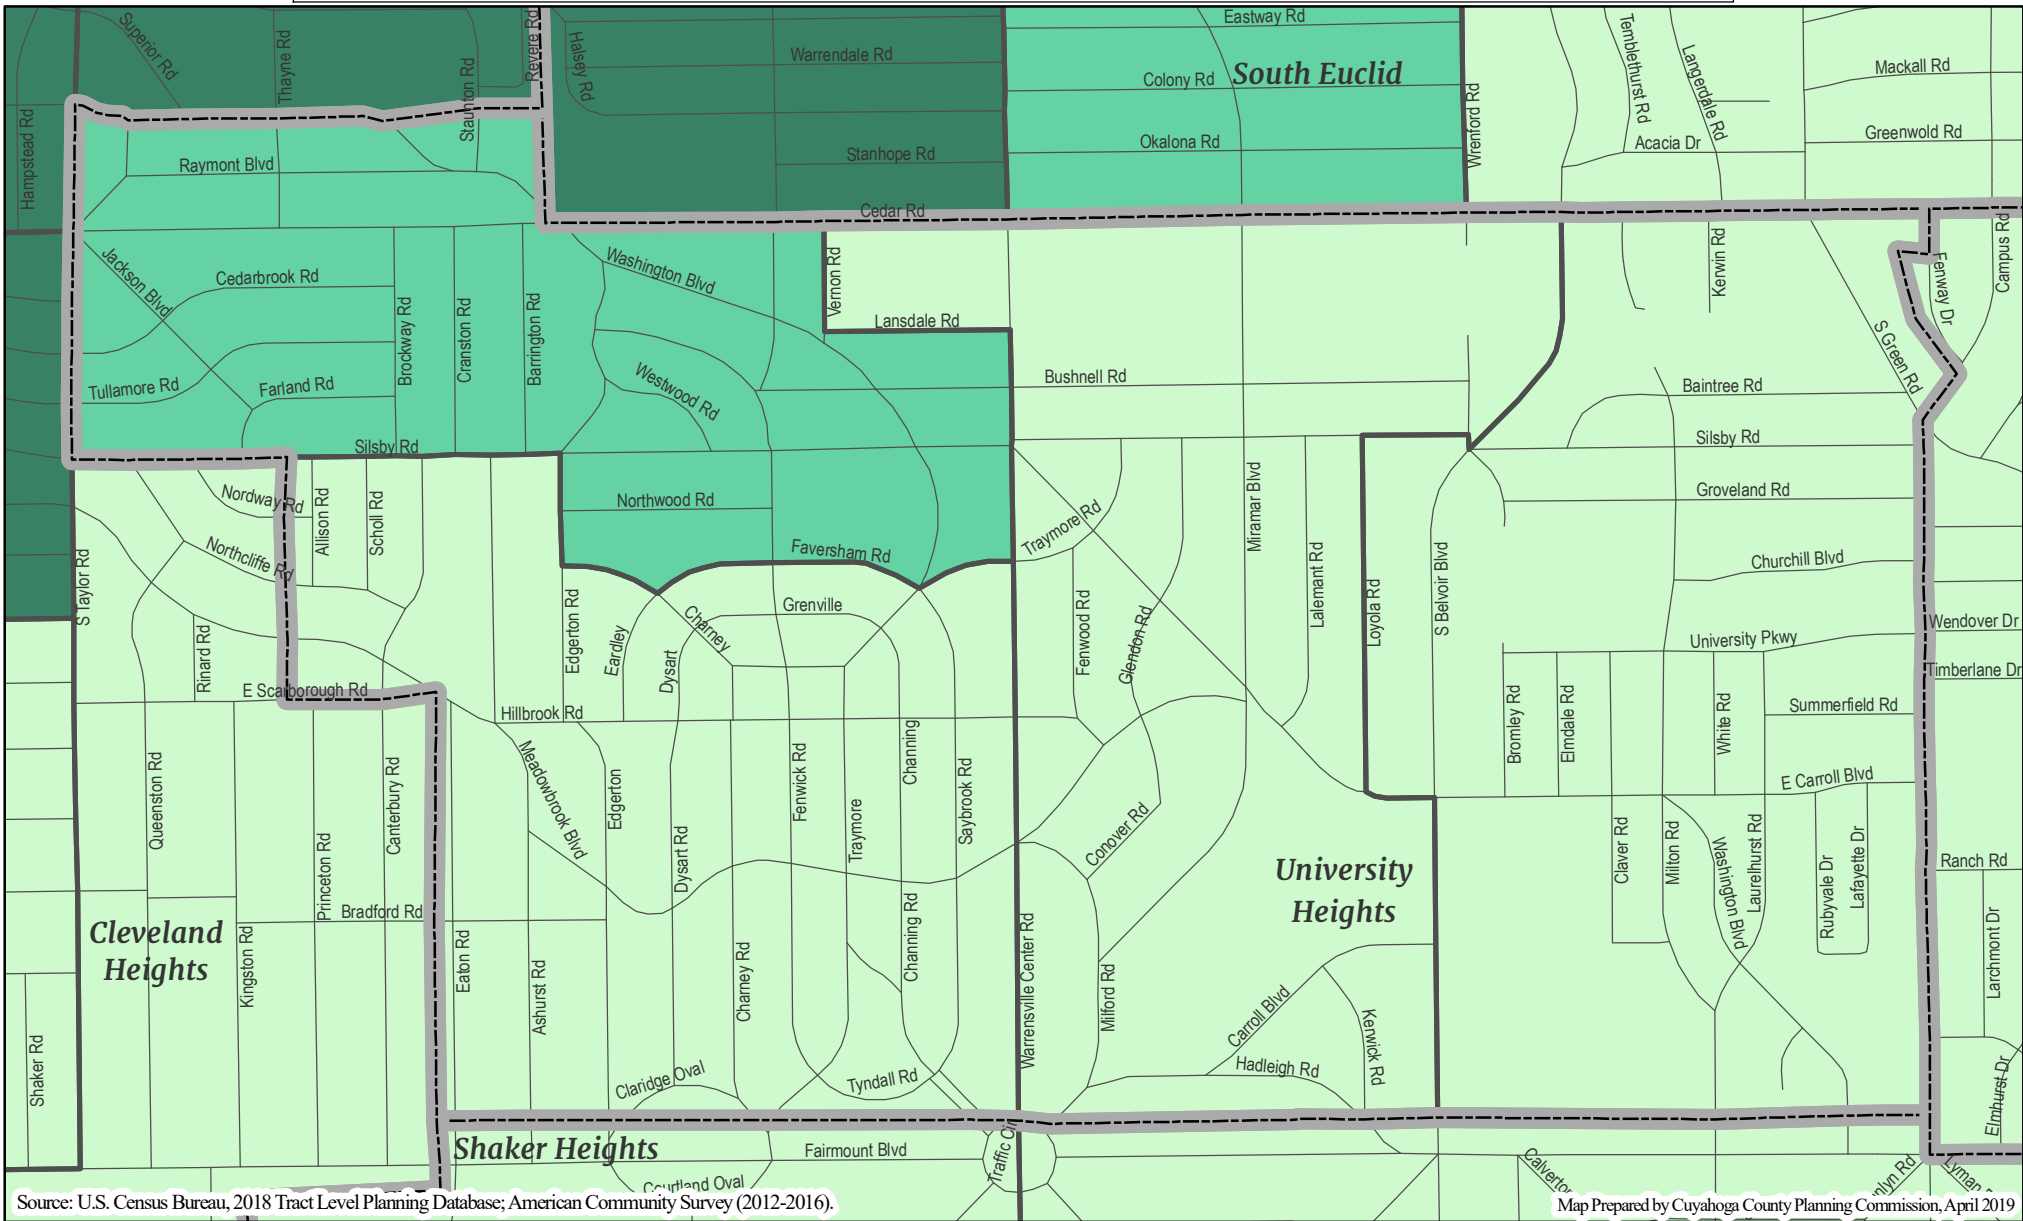 Superior Rd
Thayne Rd
Staunton Rd
Revere Rd
Halsey Rd
Warrendale Rd
Eastway Rd
Colony Rd
South Euclid
Wrenford Rd
Templethurst Rd
Langerdale Rd
Mackall Rd
Hampstead Rd
Raymont Blvd
Stanhope Rd
Okalona Rd
Acacia Dr
Greenwold Rd
Cedar Rd
Jackson Blvd
Cedarbrook Rd
Brockway Rd
Cranston Rd
Barrington Rd
Washington Blvd
Vernon Rd
Lansdale Rd
Kerwin Rd
Fenway Dr
Campus Rd
S Green Rd
Tullamore Rd
Farland Rd
Westwood Rd
Bushnell Rd
Baintree Rd
Silsby Rd
Silsby Rd
Nordway Rd
Allison Rd
Scholl Rd
Northwood Rd
Traymore Rd
Miramar Blvd
Groveland Rd
Northcliffe Rd
Faversham Rd
Lalemant Rd
Loyola Rd
S Belvoir Blvd
Churchill Blvd
S Taylor Rd
Rinard Rd
Edgerton Rd
Eardley
Dysart
Charney
Grenville
Fenwood Rd
Glendon Rd
University Pkwy
Wendover Dr
Timberlane Dr
E Scarborough Rd
Hillbrook Rd
Bromley Rd
Elmdale Rd
White Rd
Summerfield Rd
Queenston Rd
Canterbury Rd
Meadowbrook Blvd
Edgerton
Fenwick Rd
Channing
Saybrook Rd
E Carroll Blvd
Princeton Rd
Dysart Rd
Traymore
Conover Rd
Claver Rd
Milton Rd
Washington Blvd
Laurelhurst Rd
Rubyvale Dr
Lafayette Dr
Ranch Rd
University
Heights
Bradford Rd
Cleveland
Heights
Kingston Rd
Eaton Rd
Ashurst Rd
Charney Rd
Channing Rd
Warrensville Center Rd
Milford Rd
Carroll Blvd
Kerwick Rd
Larchmont Dr
Shaker Rd
Claridge Oval
Tyndall Rd
Hadleigh Rd
Elmhurst Dr
Shaker Heights
Fairmount Blvd
Traffic Cir
Courtland Oval
Source: U.S. Census Bureau, 2018 Tract Level Planning Database; American Community Survey (2012-2016).
Map Prepared by Cuyahoga County Planning Commission, April 2019